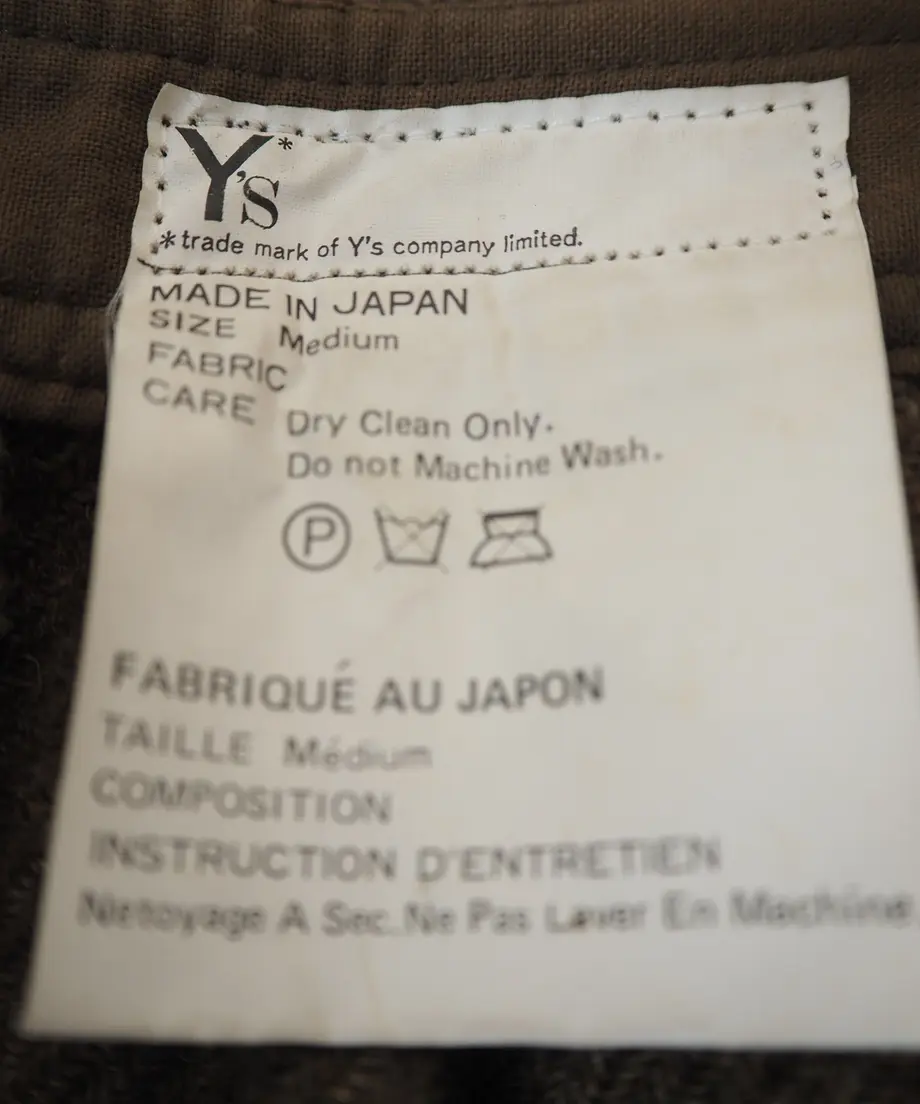 Y's*
*trade mark of Y's company limited.
MADE IN JAPAN
SIZE Medium
FABRIC
CARE Dry Clean Only.
Do not Machine Wash.
P
FABRIQUÉ AU JAPON
TAILLE Médium
COMPOSITION
INSTRUCTION D'ENTRETIEN
Netoyage A Sec. Ne Pas Laver En Machine